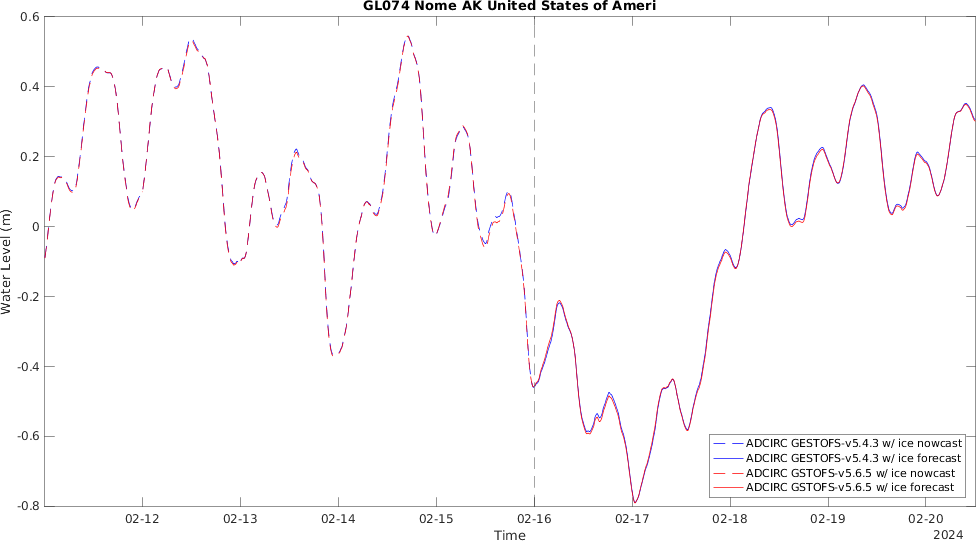 GL074 Nome AK United States of Ameri
0.6
0.4
0.2
0
-0.2
-0.4
-0.6
-0.8
Water Level (m)
ADCIRC GESTOFS-v5.4.3 w/ ice nowcast
ADCIRC GESTOFS-v5.4.3 w/ ice forecast
ADCIRC GSTOFS-v5.6.5 w/ ice nowcast
ADCIRC GSTOFS-v5.6.5 w/ ice forecast
02-12 02-13 02-14 02-15 02-16 02-17 02-18 02-19 02-20
Time
2024